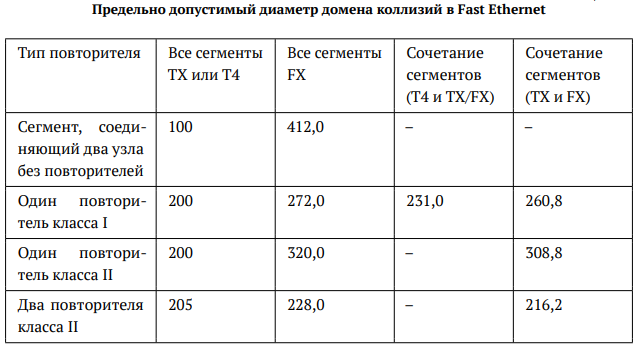 Предельно допустимый диаметр домена коллизий в Fast Ethernet
Тип повторителя
Все сегменты
TX или T4
Все сегменты
FX
Сочетание
сегментов
(T4 и TX/FX)
Сочетание
сегментов
(TX и FX)
Сегмент, соеди-
няющий два узла
без повторителей
100
412,0
–
–
Один повтори-
тель класса I
200
272,0
231,0
260,8
Один повтори-
тель класса II
200
320,0
–
308,8
Два повторителя
класса II
205
228,0
–
216,2